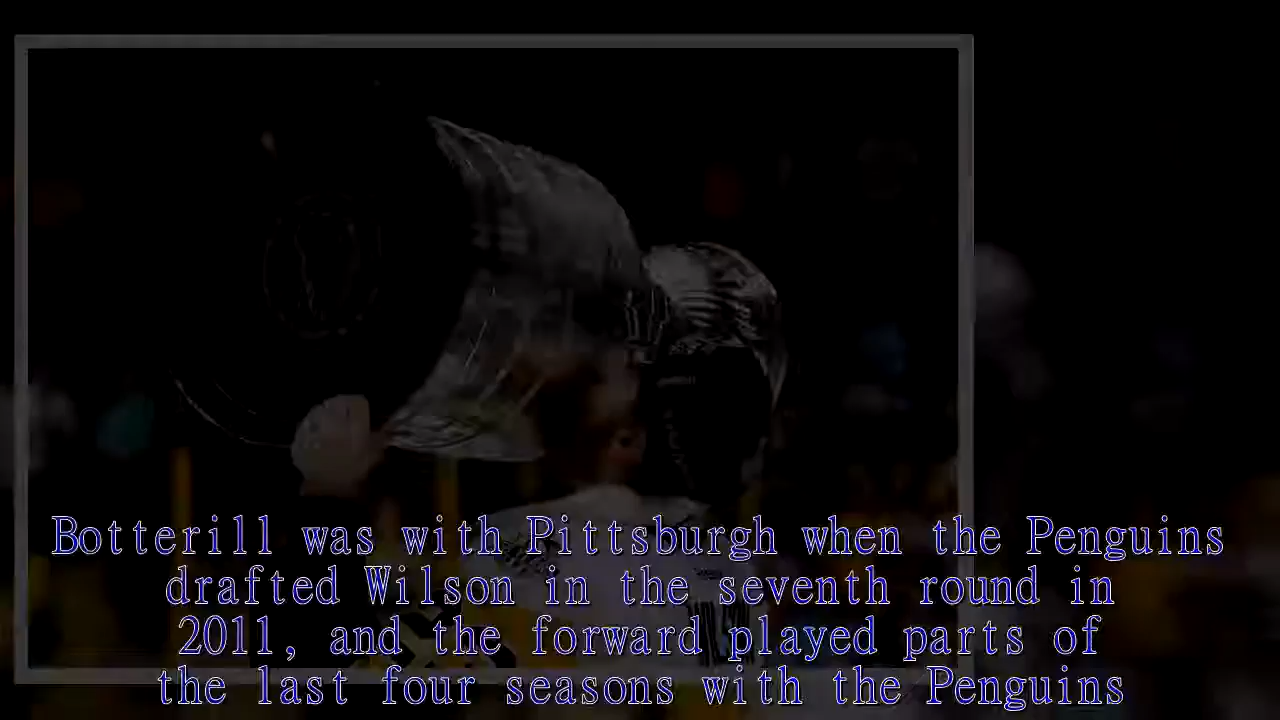 Botterill was with Pittsburgh when the Penguins
drafted Wilson in the seventh round in
2011, and the forward played parts of
the last four seasons with the Penguins